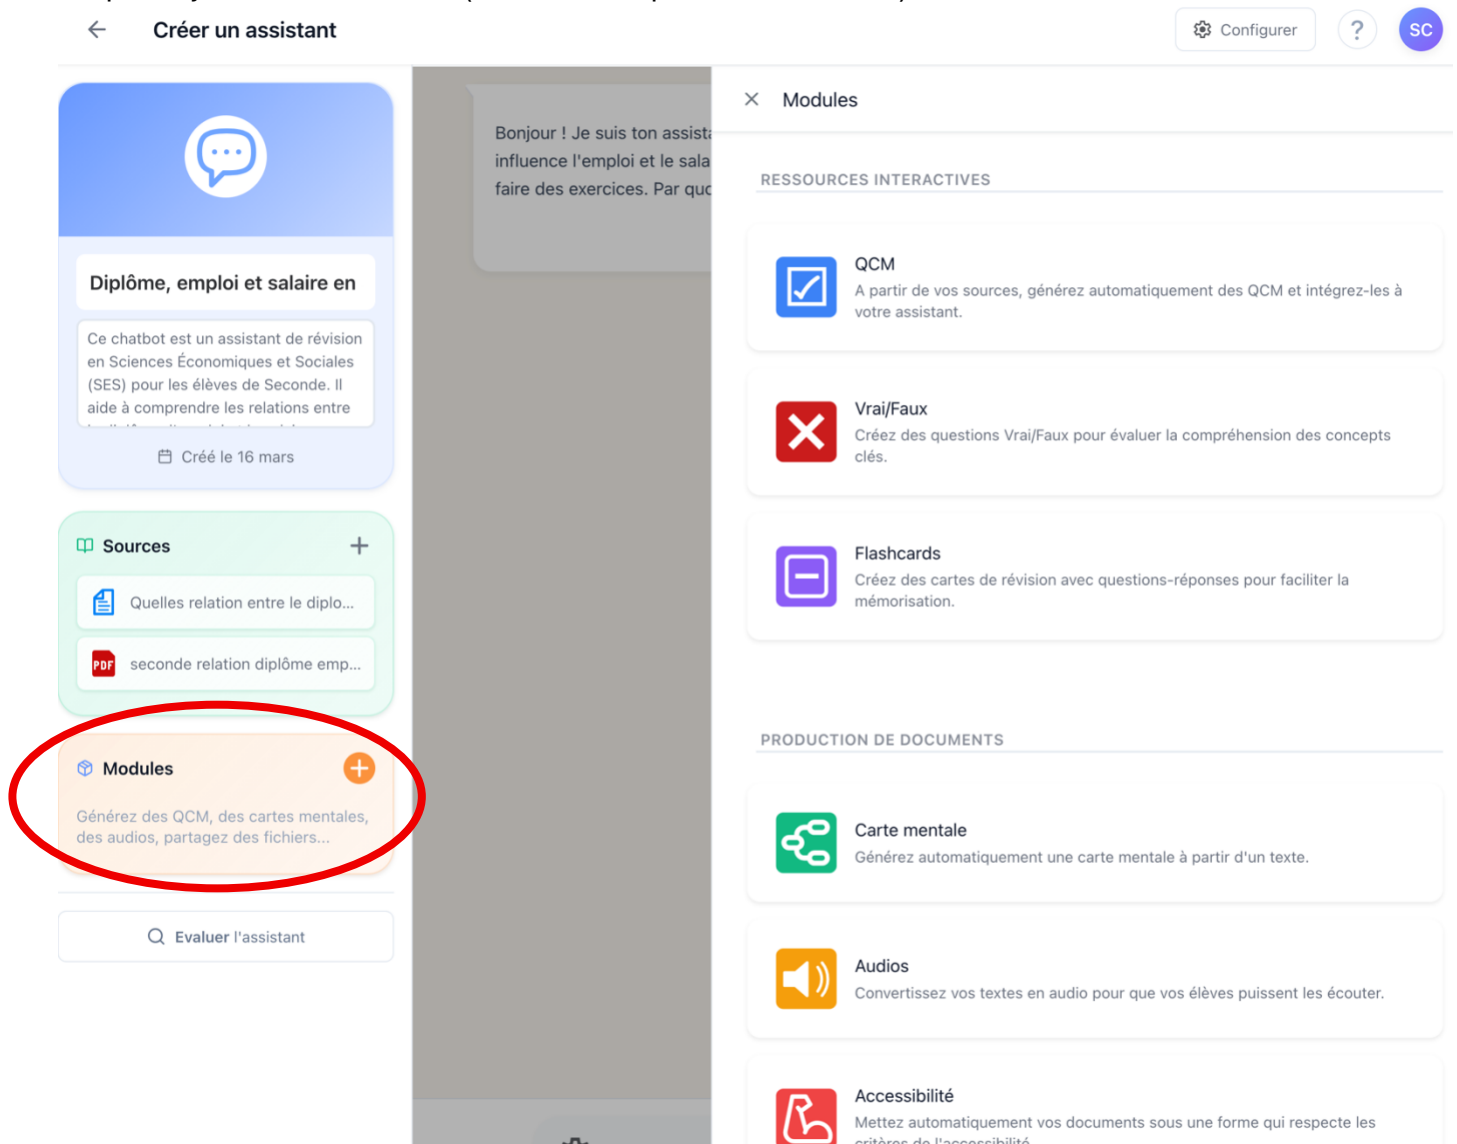 Créer un assistant
Configurer
?
SC
Bonjour ! Je suis ton
influence l'emploi et le
faire des exercices. Par
Diplôme, emploi et salaire en
Ce chatbot est un assistant de révision
en Sciences Économiques et Sociales
(SES) pour les élèves de Seconde. Il
aide à comprendre les relations entre
Créé le 16 mars
Sources
Quelles relation entre le diplo...
PDF
seconde relation diplôme emp...
Modules
Générez des QCM, des cartes mentales,
des audios, partagez des fichiers...
Evaluer l'assistant
Modules
RESSOURCES INTERACTIVES
QCM
A partir de vos sources, générez automatiquement des QCM et intégrez-les à
votre assistant.
Vrai/Faux
Créez des questions Vrai/Faux pour évaluer la compréhension des concepts
clés.
Flashcards
Créez des cartes de révision avec questions-réponses pour faciliter la
mémorisation.
PRODUCTION DE DOCUMENTS
Carte mentale
Générez automatiquement une carte mentale à partir d'un texte.
Audios
Convertissez vos textes en audio pour que vos élèves puissent les écouter.
Accessibilité
Mettez automatiquement vos documents sous une forme qui respecte les
critères de l'accessibilité